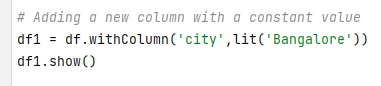 # Adding a new column with a constant value
df1 = df.withColumn('city',lit('Bangalore'))
df1.show()